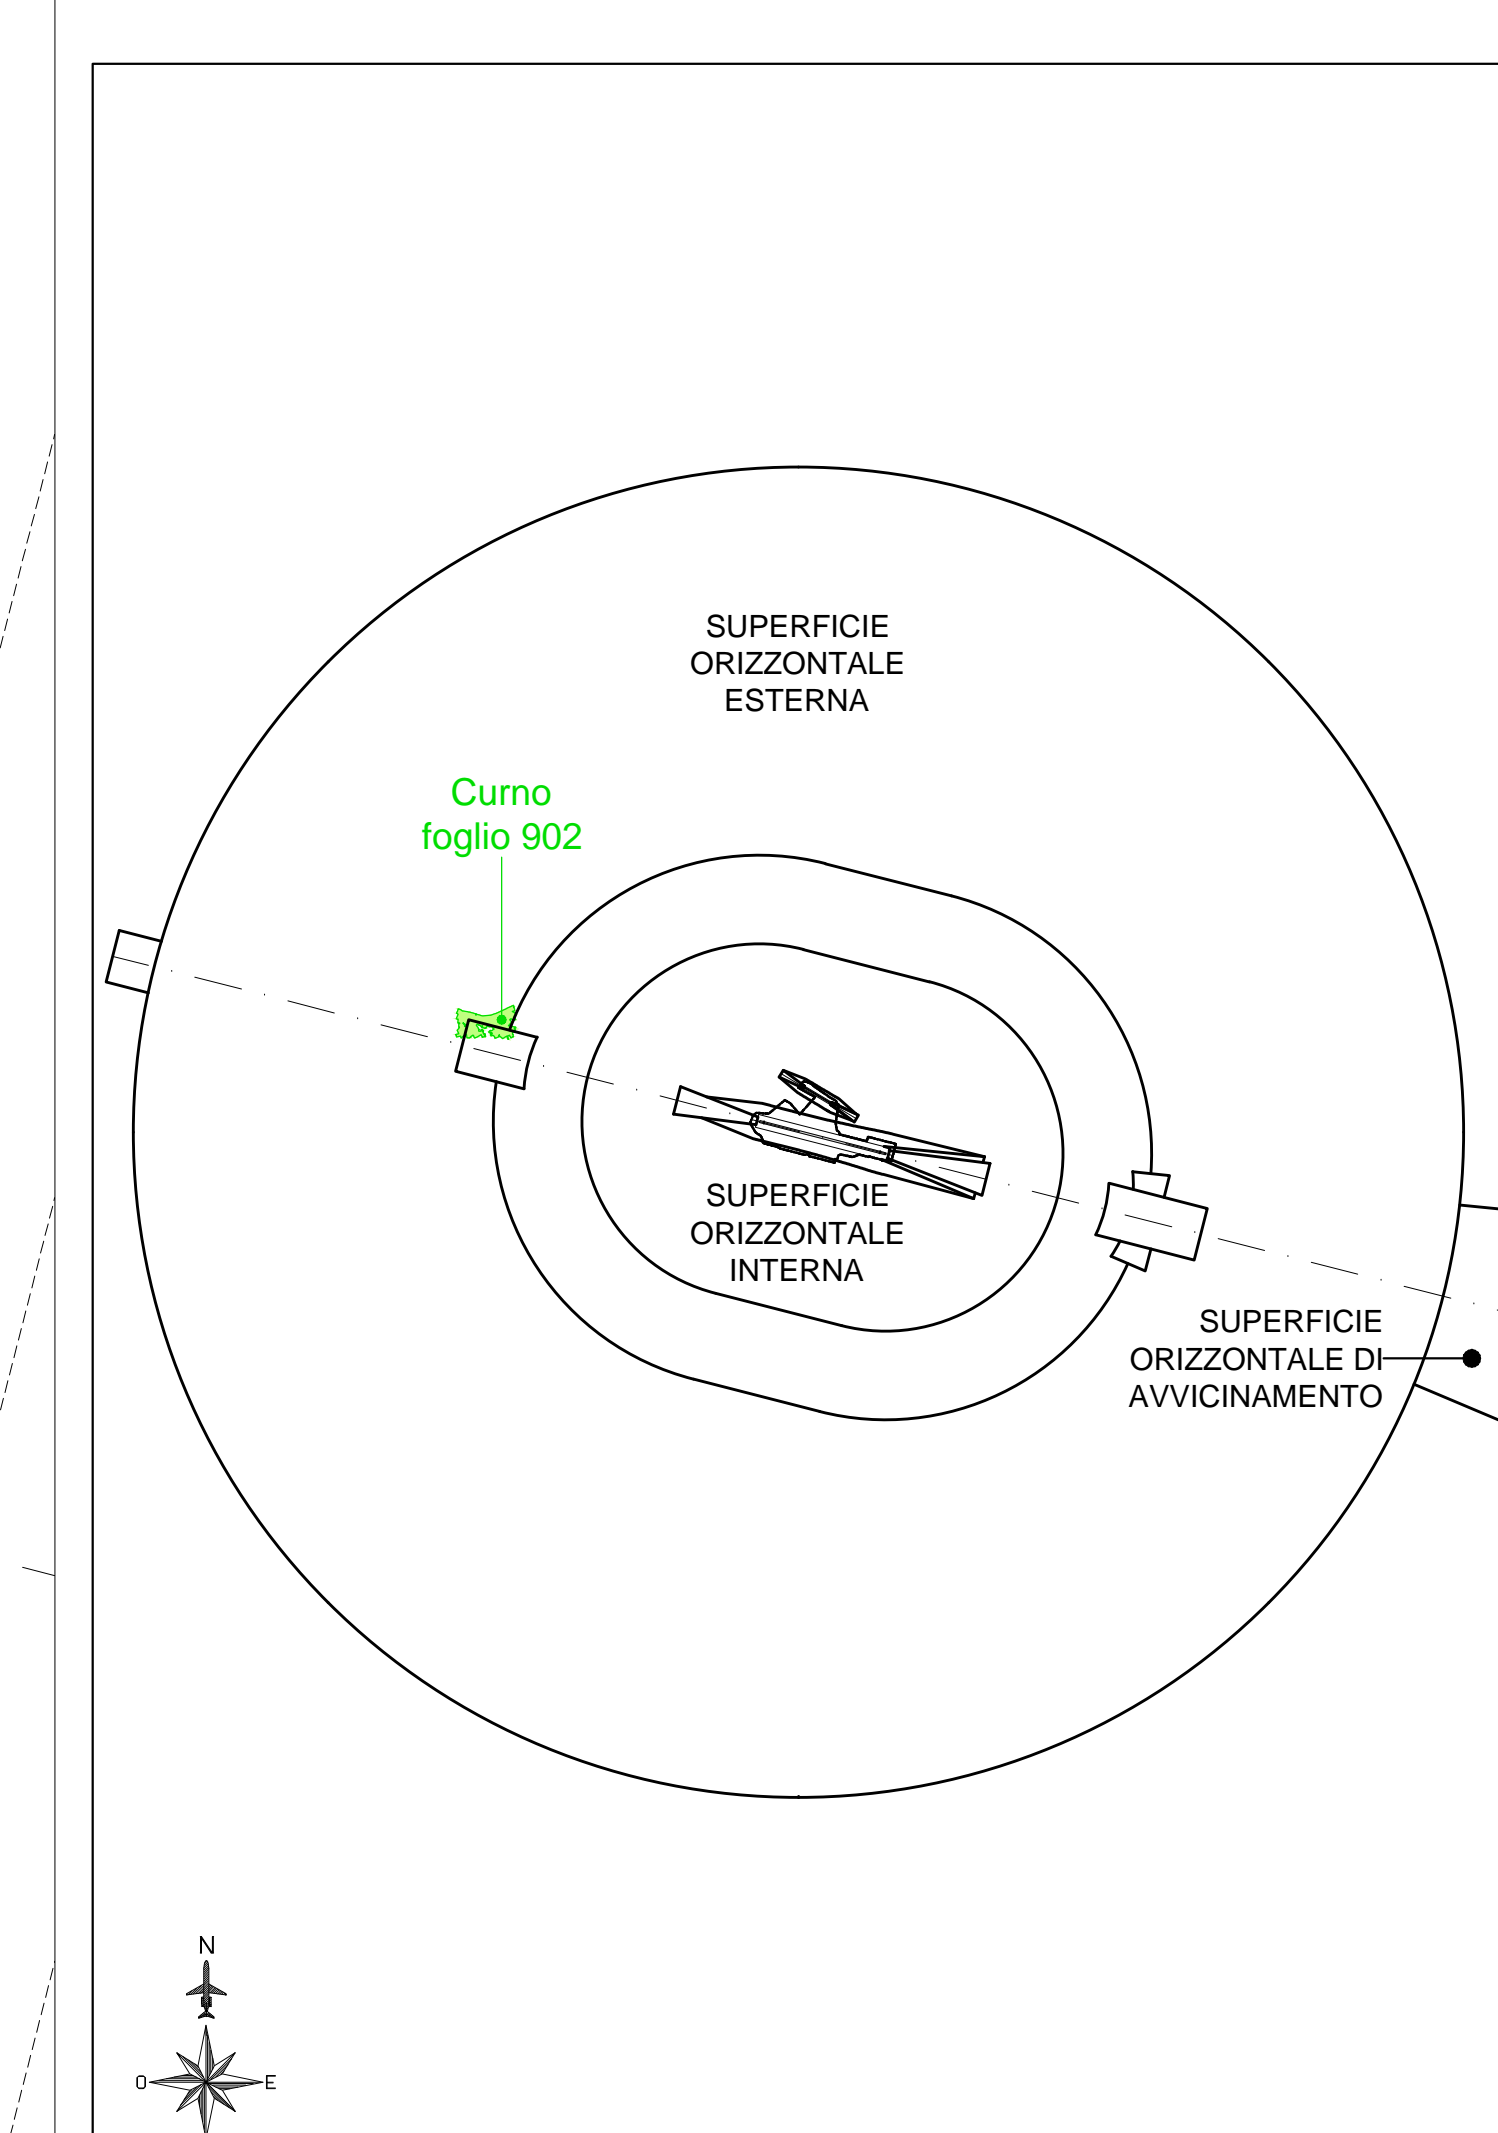 SUPERFICIE
ORIZZONTALE
ESTERNA
Curno
foglio 902
SUPERFICIE
ORIZZONTALE
INTERNA
SUPERFICIE
ORIZZONTALE DI
AVVICINAMENTO
N
O
E